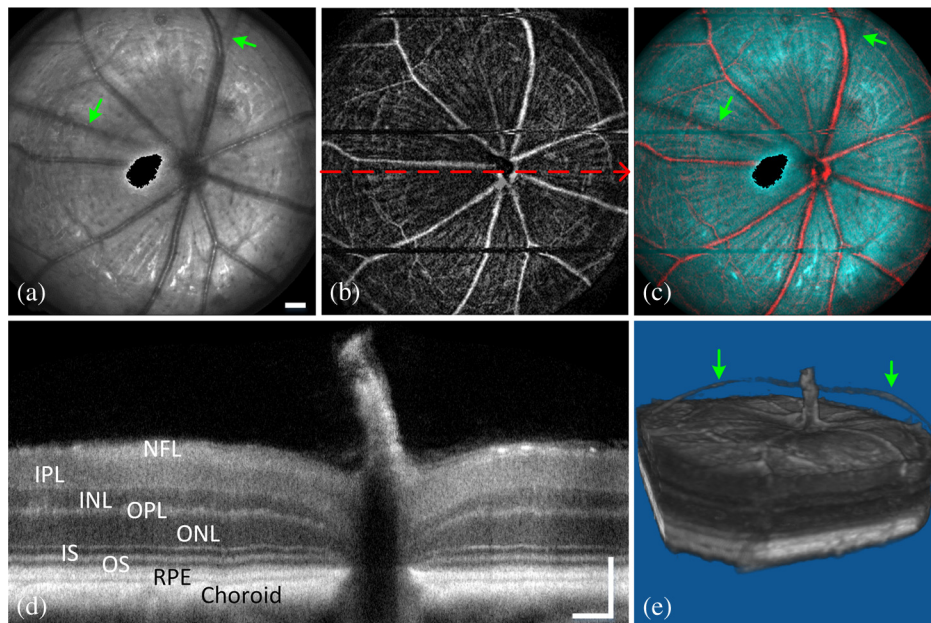 (a)
(b)
(c)
NFL
IPL
INL
OPL
ONL
IS
OS
RPE
Choroid
(d)
(e)